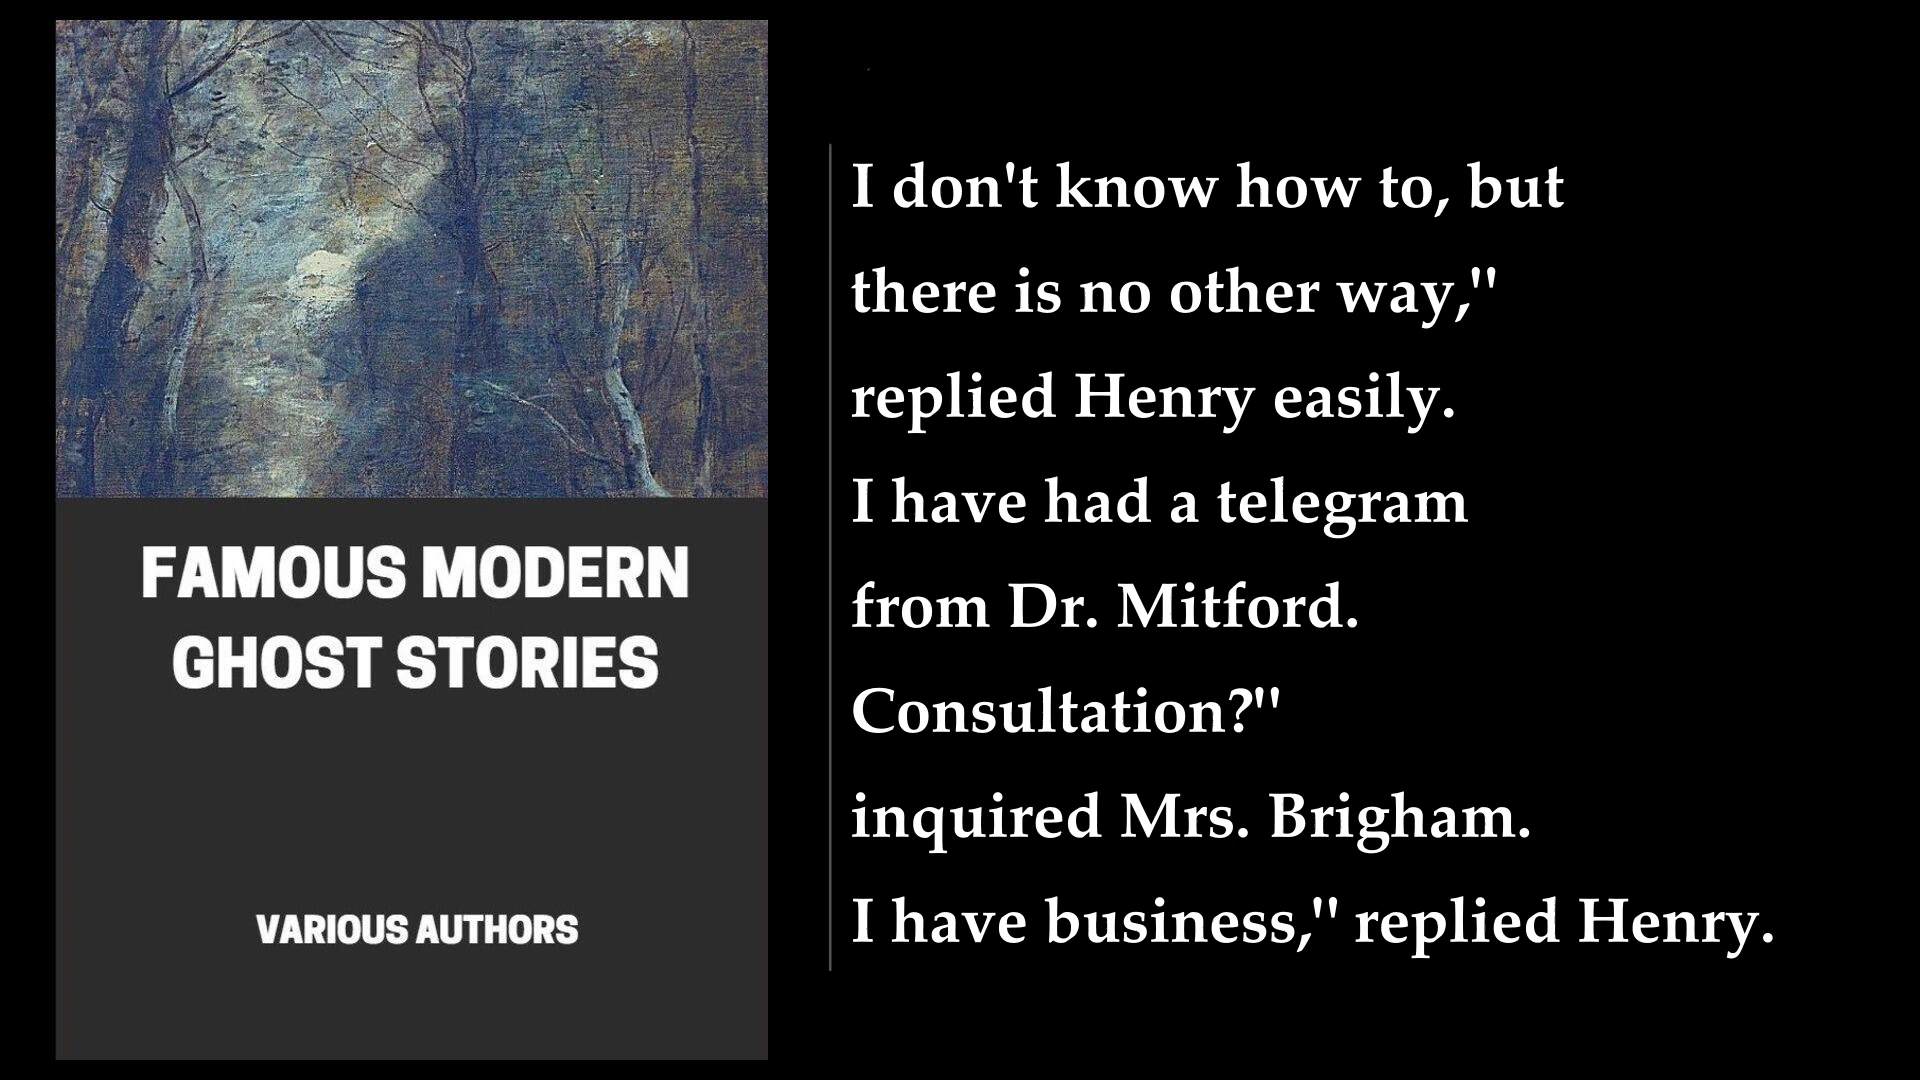 FAMOUS MODERN
GHOST STORIES
VARIOUS AUTHORS
I don't know how to, but
there is no other way,"
replied Henry easily.
I have had a telegram
from Dr. Mitford.
Consultation?"
inquired Mrs. Brigham.
I have business," replied Henry.